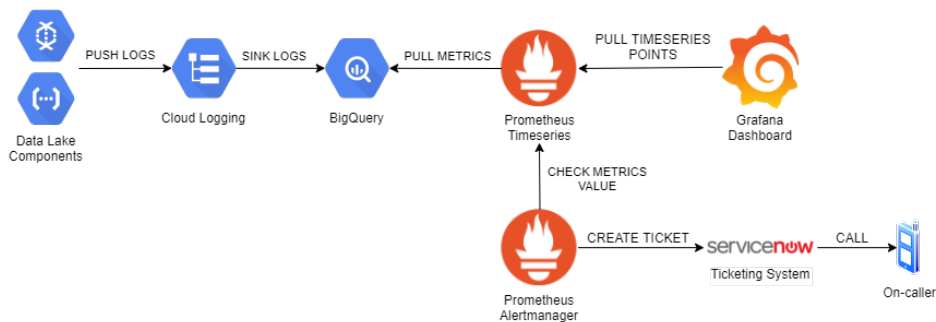 PUSH LOGS
SINK LOGS
PULL METRICS
PULL TIMESERIES
POINTS
Data Lake
Components
Cloud Logging
BigQuery
Prometheus
Timeseries
Grafana
Dashboard
CHECK METRICS
VALUE
CREATE TICKET
servicenow
CALL
Ticketing System
On-caller
Prometheus
Alertmanager